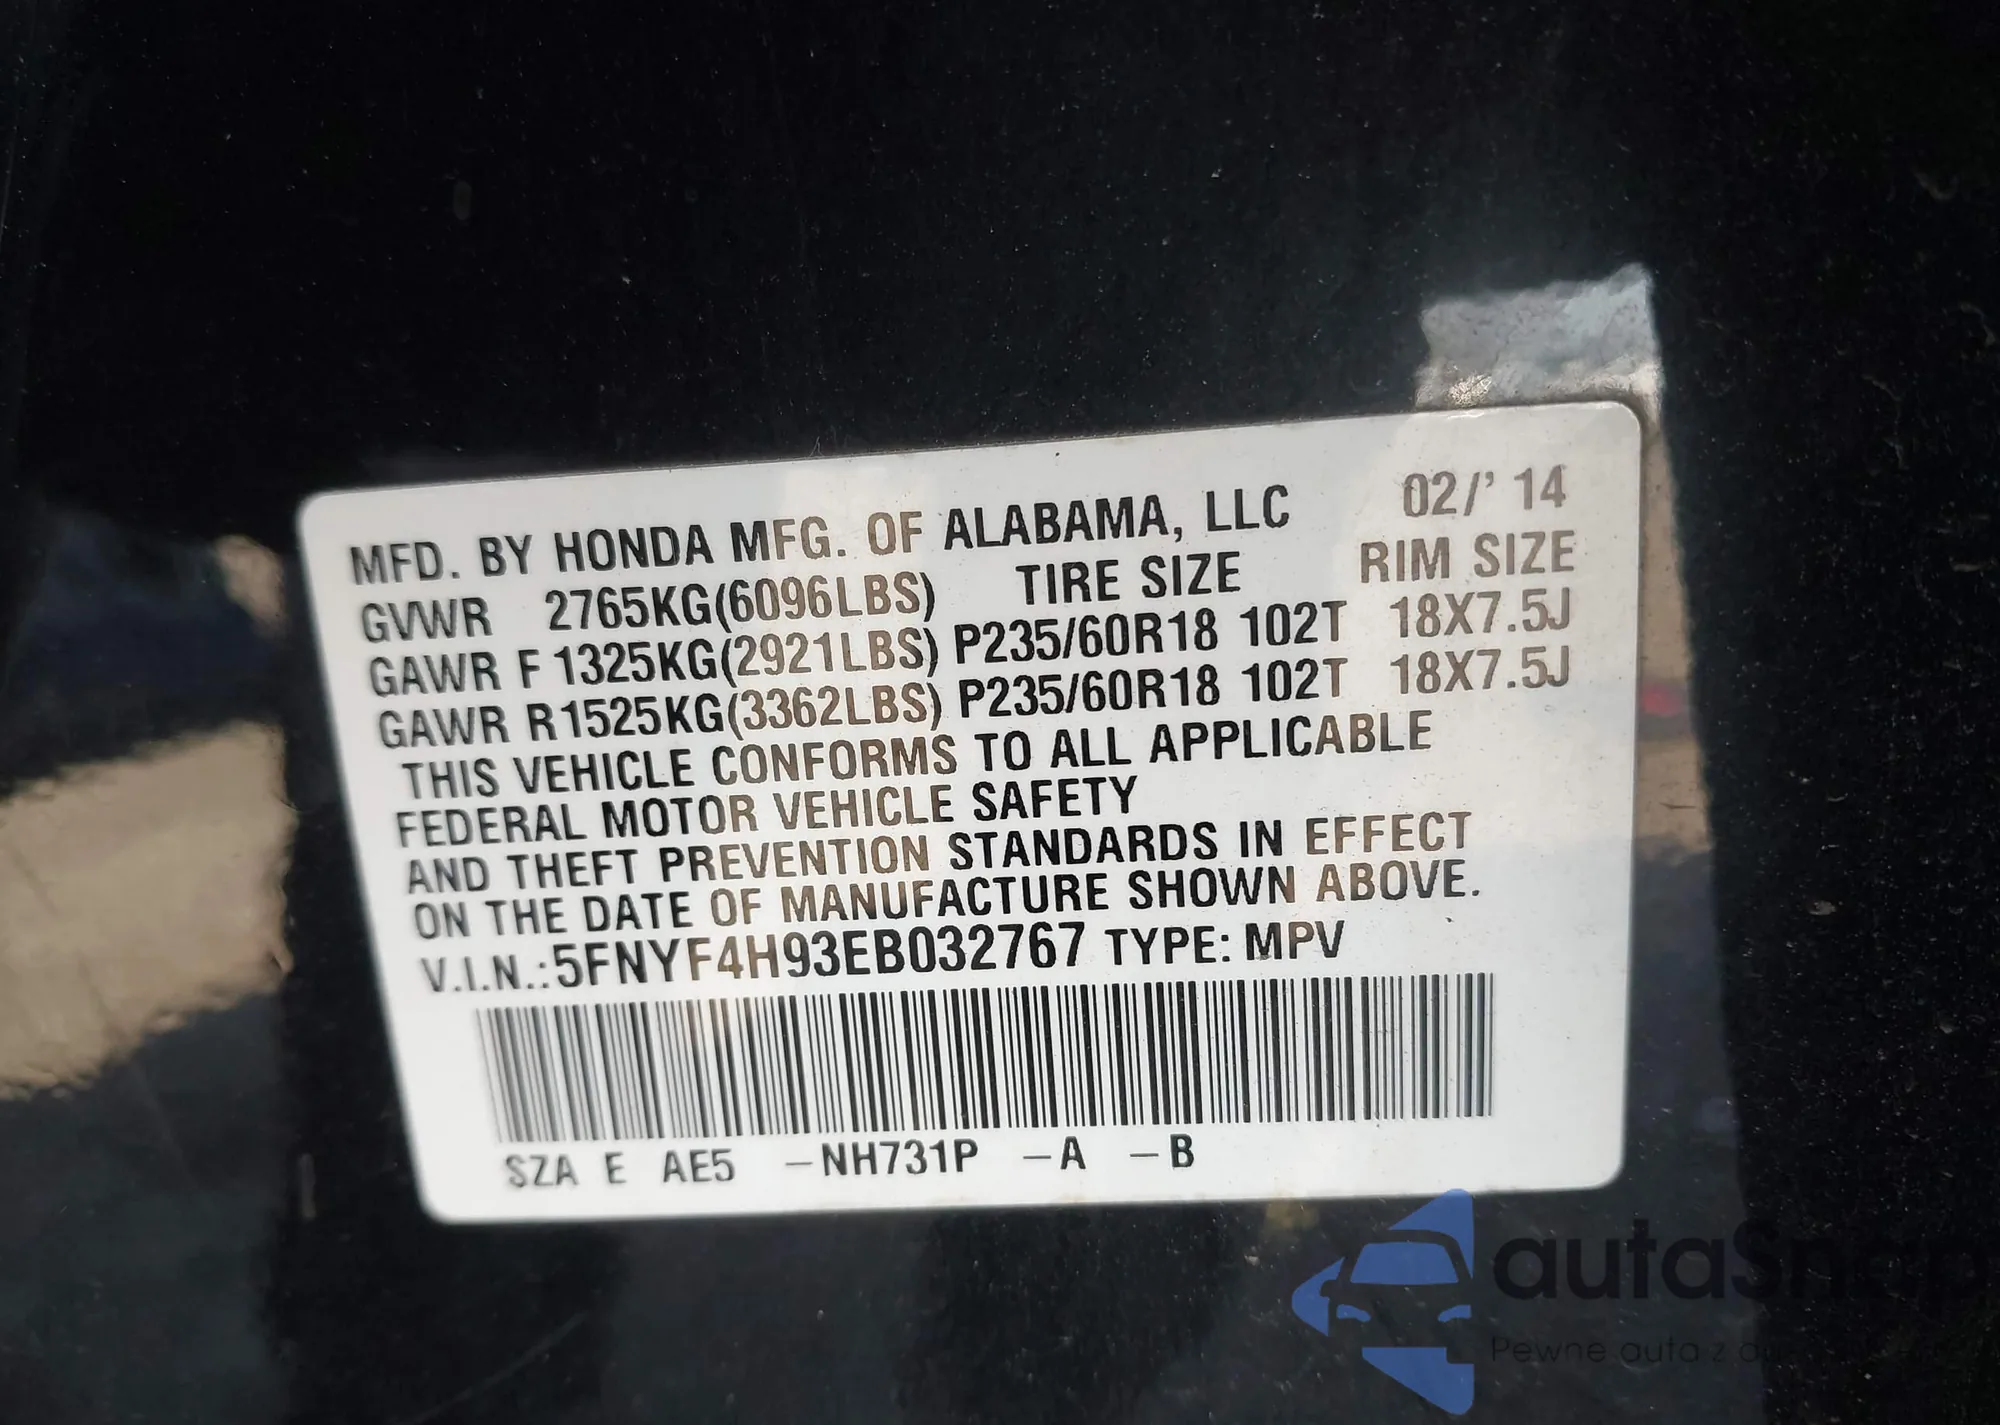 MFD. BY HONDA MFG. OF ALABAMA, LLC 02/' 14
GVWR 2765KG(6096LBS) TIRE SIZE RIM SIZE
GAWR F 1325KG(2921LBS) P235/60R18 102T 18X7.5J
GAWR R1525KG(3362LBS) P235/60R18 102T 18X7.5J
THIS VEHICLE CONFORMS TO ALL APPLICABLE
FEDERAL MOTOR VEHICLE SAFETY
AND THEFT PREVENTION STANDARDS IN EFFECT
ON THE DATE OF MANUFACTURE SHOWN ABOVE.
V.I.N.:5FNYF4H93EB032767 TYPE: MPV
SZA E AE5 –NH731P –A –B
autaSnap
Pewne auta z